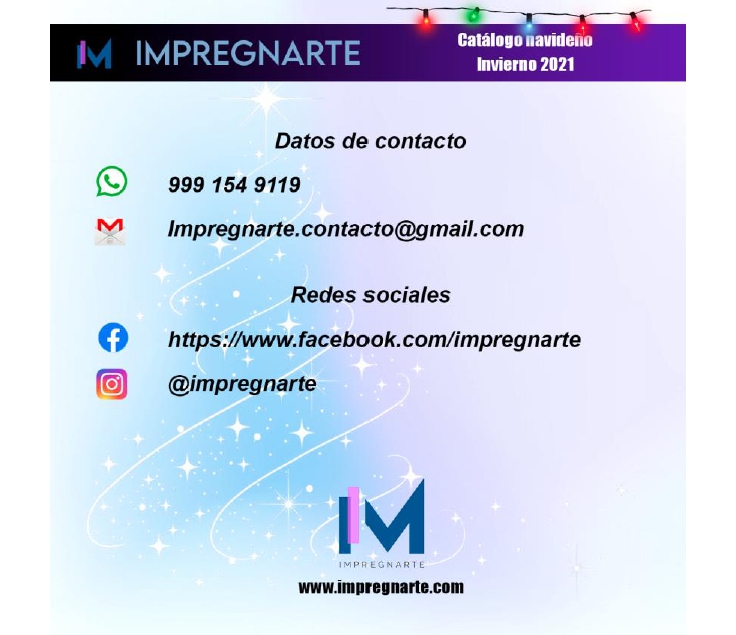 IMPREGNARTE
Catálogo navideño
Invierno 2021
Datos de contacto
999 154 9119
Impregnarte.contacto@gmail.com
Redes sociales
https://www.facebook.com/impregnarte
@impregnarte
IMPREGNARTE
www.impregnarte.com